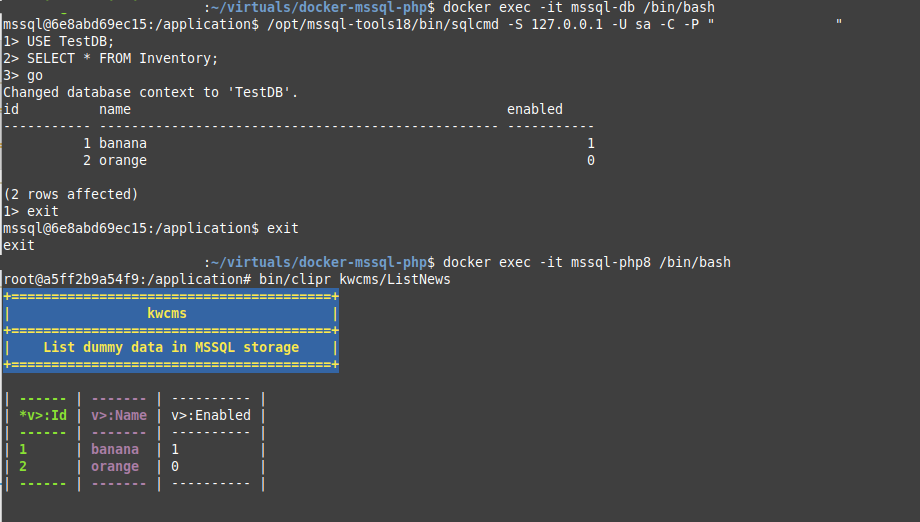 :~/virtuals/docker-mssql-php$ docker exec -it mssql-db /bin/bash
mssql@6e8abd69ec15:/application$ /opt/mssql-tools18/bin/sqlcmd -S 127.0.0.1 -U sa -C -P "               "
1> USE TestDB;
2> SELECT * FROM Inventory;
3> go
Changed database context to 'TestDB'.
id          name                                               enabled
----------- -------------------------------------------------- -----------
          1 banana                                                       1
          2 orange                                                       0
(2 rows affected)
1> exit
mssql@6e8abd69ec15:/application$ exit
exit
:~/virtuals/docker-mssql-php$ docker exec -it mssql-php8 /bin/bash
root@a5ff2b9a54f9:/application# bin/clipr kwcms/ListNews
+========================================+
|                 kwcms                  |
+========================================+
|    List dummy data in MSSQL storage    |
+========================================+
| ------ | ------- | ---------- |
| *v>:Id | v>:Name | v>:Enabled |
| ------ | ------- | ---------- |
| 1      | banana  | 1          |
| 2      | orange  | 0          |
| ------ | ------- | ---------- |